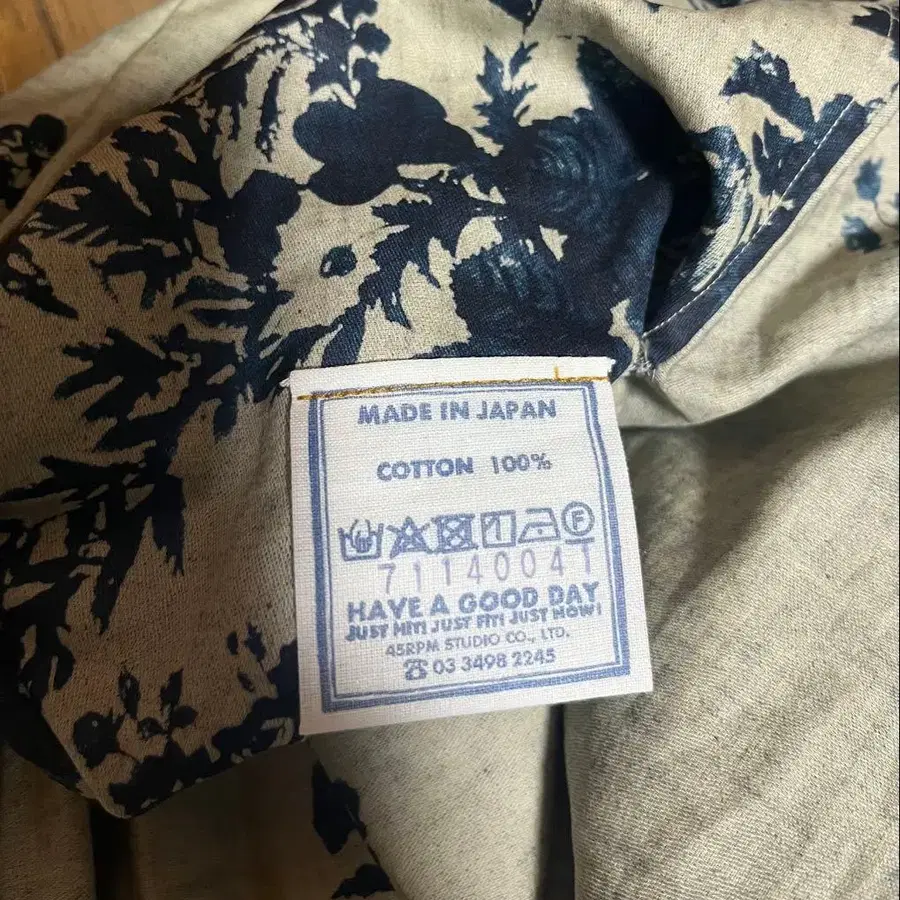 MADE IN JAPAN
COTTON 100%
F
71140041
HAVE A GOOD DAY
JUST HIT! JUST FIT! JUST NOW!
45RPM STUDIO CO., LTD.
☎ 03 3498 2245